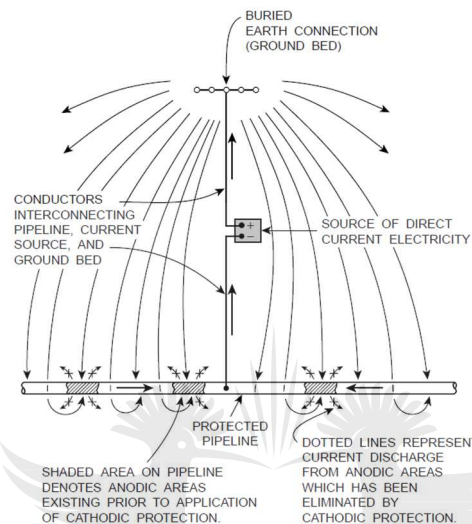 BURIED
EARTH CONNECTION
(GROUND BED)
CONDUCTORS
INTERCONNECTING
PIPELINE, CURRENT
SOURCE, AND
GROUND BED
+
–
SOURCE OF DIRECT
CURRENT ELECTRICITY
PROTECTED
PIPELINE
SHADED AREA ON PIPELINE
DENOTES ANODIC AREAS
EXISTING PRIOR TO APPLICATION
OF CATHODIC PROTECTION.
DOTTED LINES REPRESENT
CURRENT DISCHARGE
FROM ANODIC AREAS
WHICH HAS BEEN
ELIMINATED BY
CATHODIC PROTECTION.